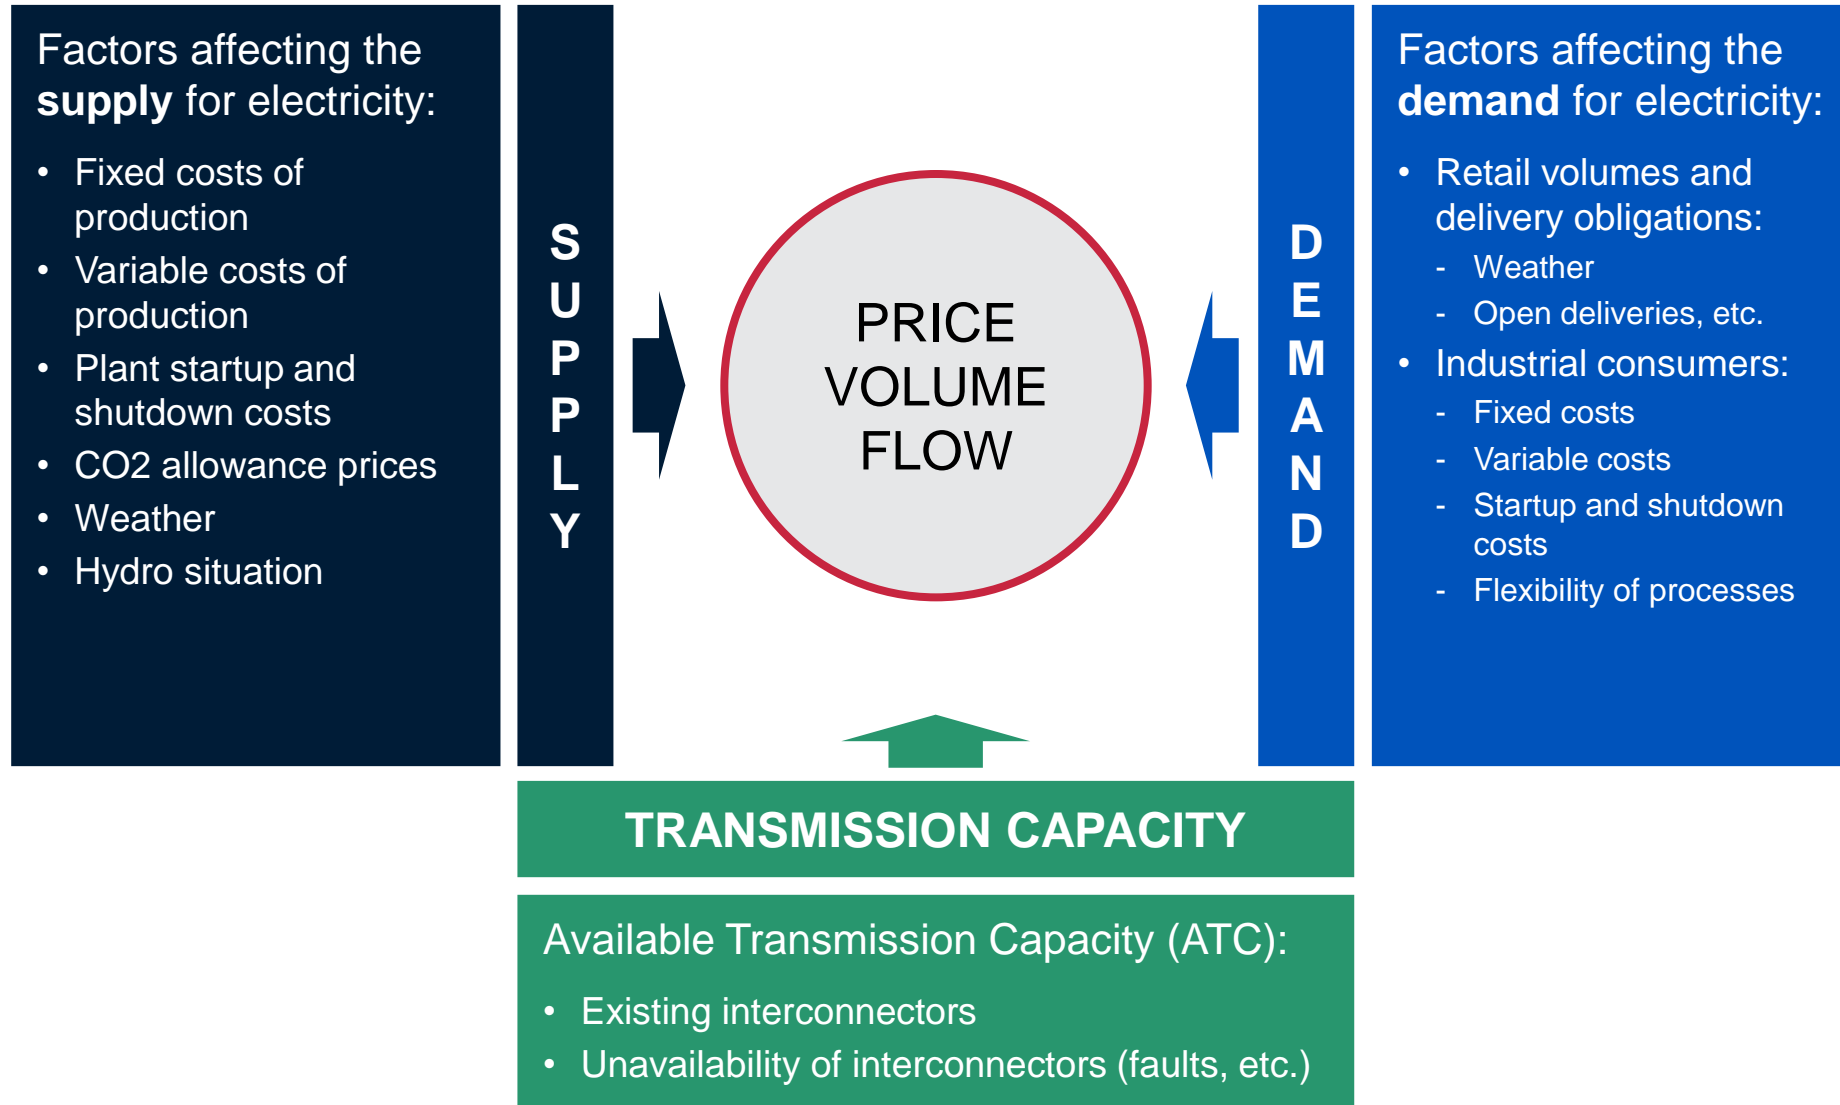 Factors affecting the
supply for electricity:
• Fixed costs of
production
• Variable costs of
production
• Plant startup and
shutdown costs
• CO2 allowance prices
• Weather
• Hydro situation
S
U
P
P
L
Y
PRICE
VOLUME
FLOW
D
E
M
A
N
D
Factors affecting the
demand for electricity:
• Retail volumes and
delivery obligations:
- Weather
- Open deliveries, etc.
• Industrial consumers:
- Fixed costs
- Variable costs
- Startup and shutdown
costs
- Flexibility of processes
TRANSMISSION CAPACITY
Available Transmission Capacity (ATC):
• Existing interconnectors
• Unavailability of interconnectors (faults, etc.)